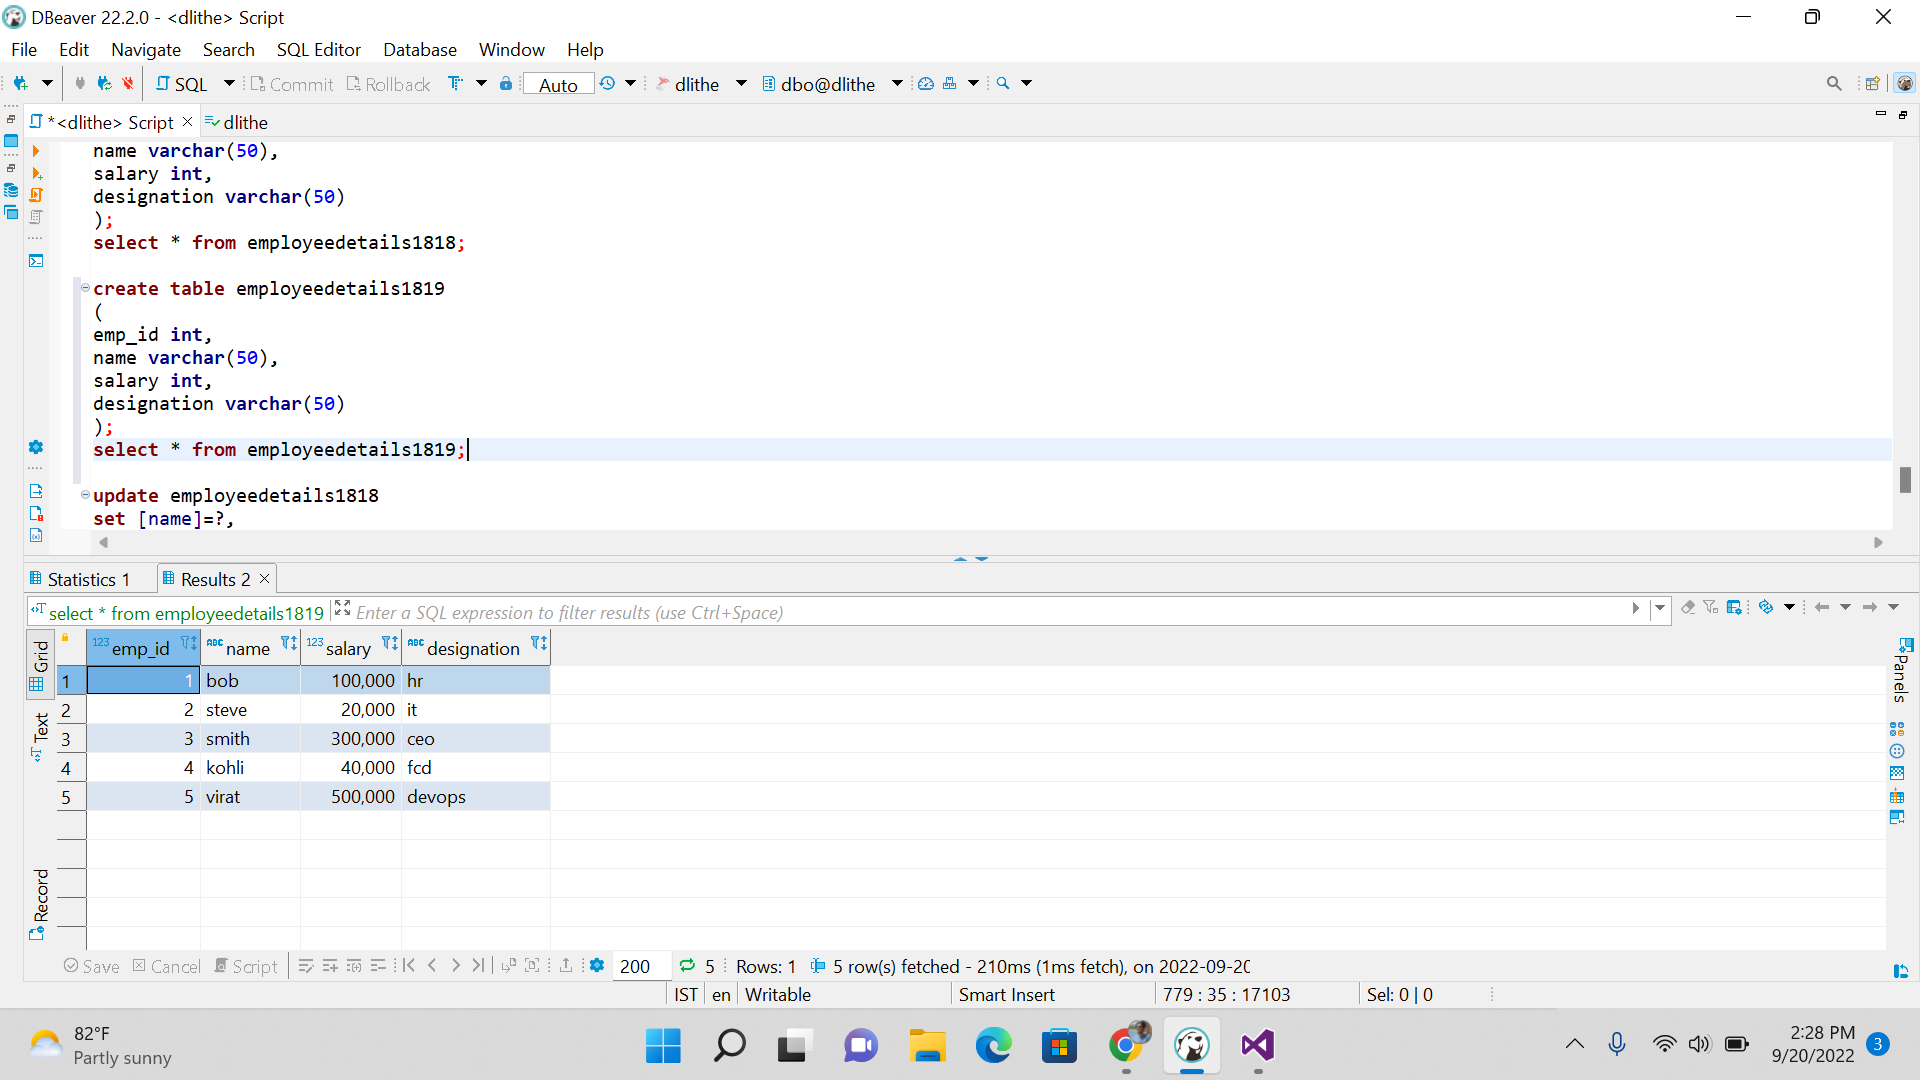 DBeaver 22.2.0 - <dlithe> Script
File Edit Navigate Search SQL Editor Database Window Help
SQL Commit Rollback Auto dlithe dbo@dlithe
*<dlithe> Script dlithe
name varchar(50),
salary int,
designation varchar(50)
);
select * from employeedetails1818;
create table employeedetails1819
(
emp_id int,
name varchar(50),
salary int,
designation varchar(50)
);
select * from employeedetails1819;
update employeedetails1818
set [name]=?,
Statistics 1 Results 2
select * from employeedetails1819 Enter a SQL expression to filter results (use Ctrl+Space)
Grid
Text
Record
Panels
123 emp_id ABC name 123 salary ABC designation
1 1 bob 100,000 hr
2 2 steve 20,000 it
3 3 smith 300,000 ceo
4 4 kohli 40,000 fcd
5 5 virat 500,000 devops
Save Cancel Script 200 5 Rows: 1 5 row(s) fetched - 210ms (1ms fetch), on 2022-09-20
IST en Writable Smart Insert 779 : 35 : 17103 Sel: 0 | 0
82°F
Partly sunny
2:28 PM
9/20/2022
3